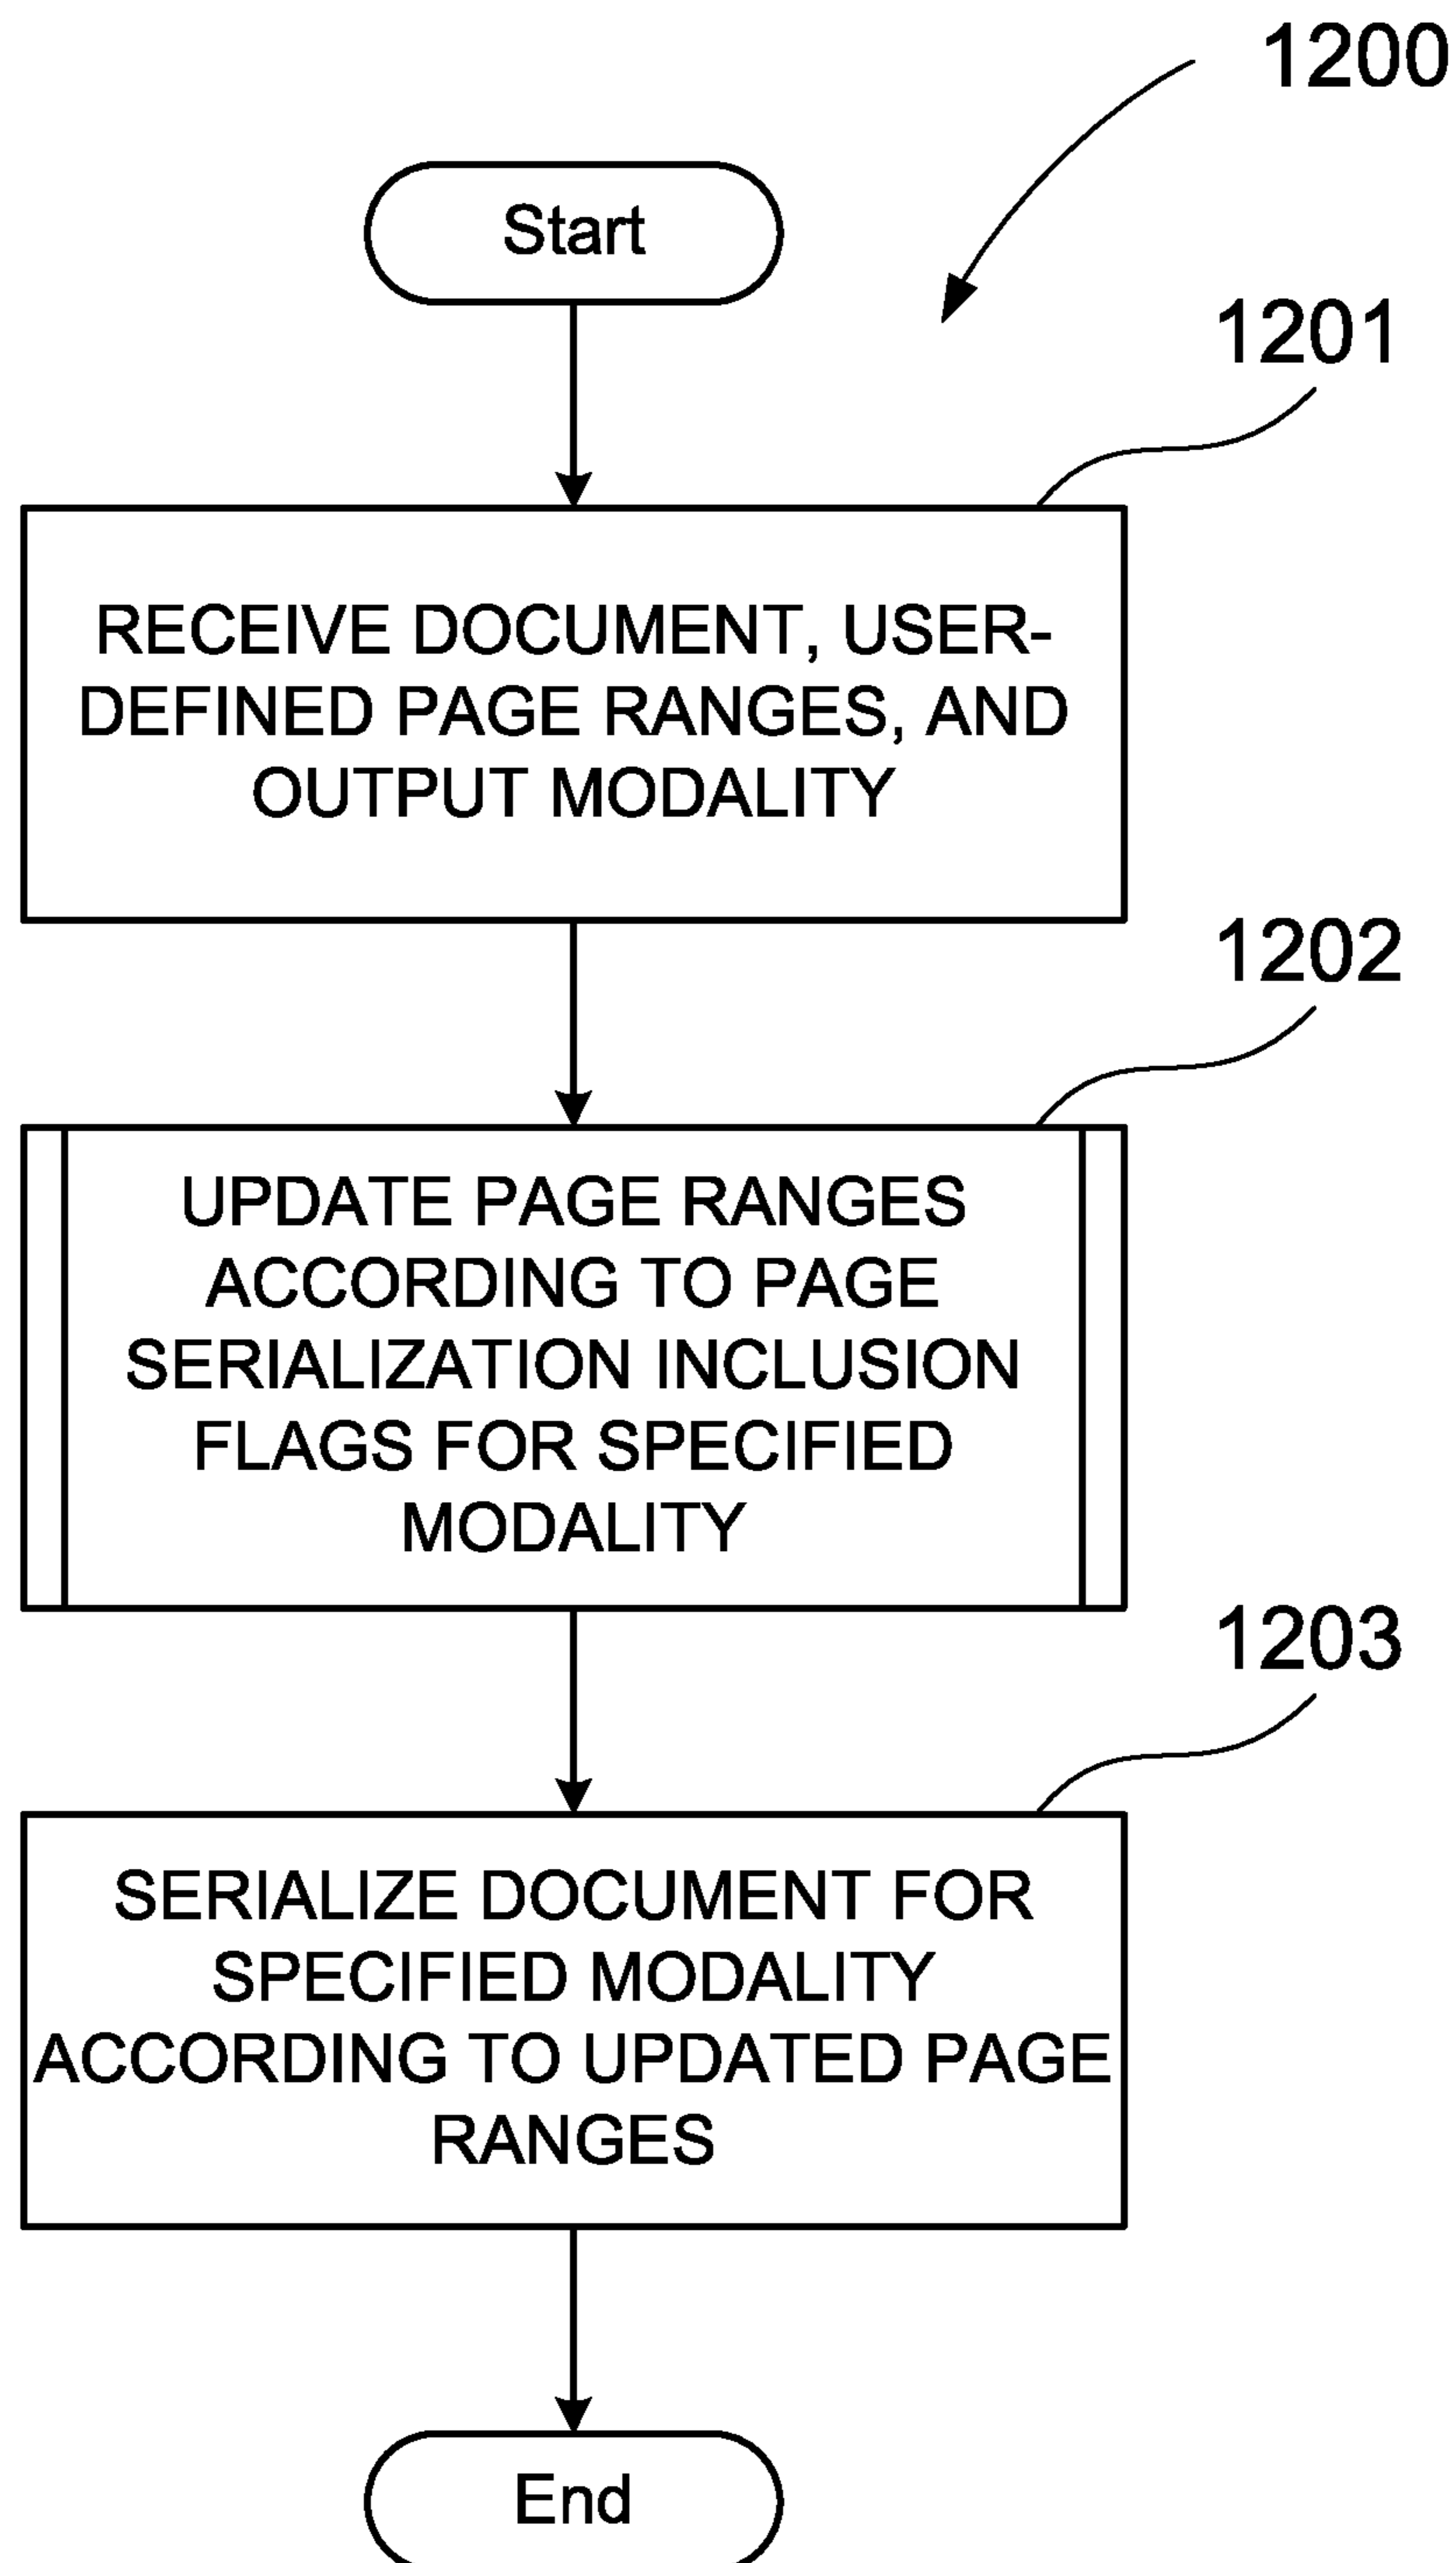 1200
Start
1201
RECEIVE DOCUMENT, USER-
DEFINED PAGE RANGES, AND
OUTPUT MODALITY
1202
UPDATE PAGE RANGES
ACCORDING TO PAGE
SERIALIZATION INCLUSION
FLAGS FOR SPECIFIED
MODALITY
1203
SERIALIZE DOCUMENT FOR
SPECIFIED MODALITY
ACCORDING TO UPDATED PAGE
RANGES
End